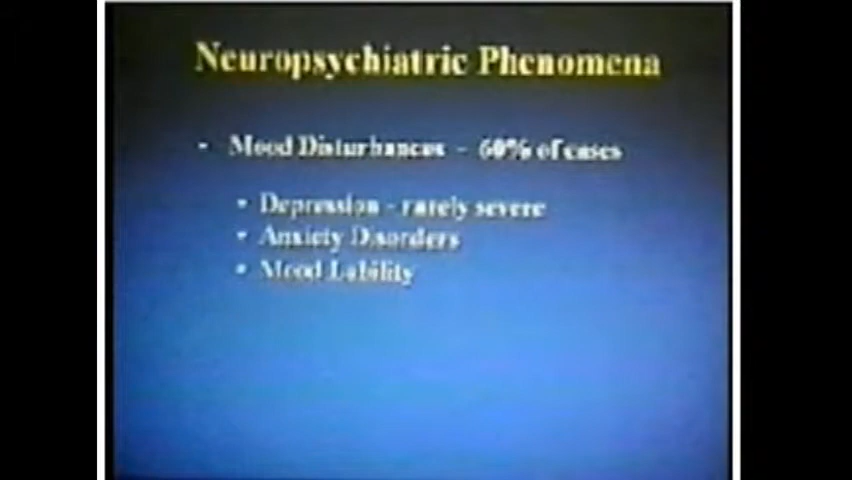 Neuropsychiatric Phenomena
• Mood Disturbances - 60% of cases
• Depression - rarely severe
• Anxiety Disorders
• Mood Lability